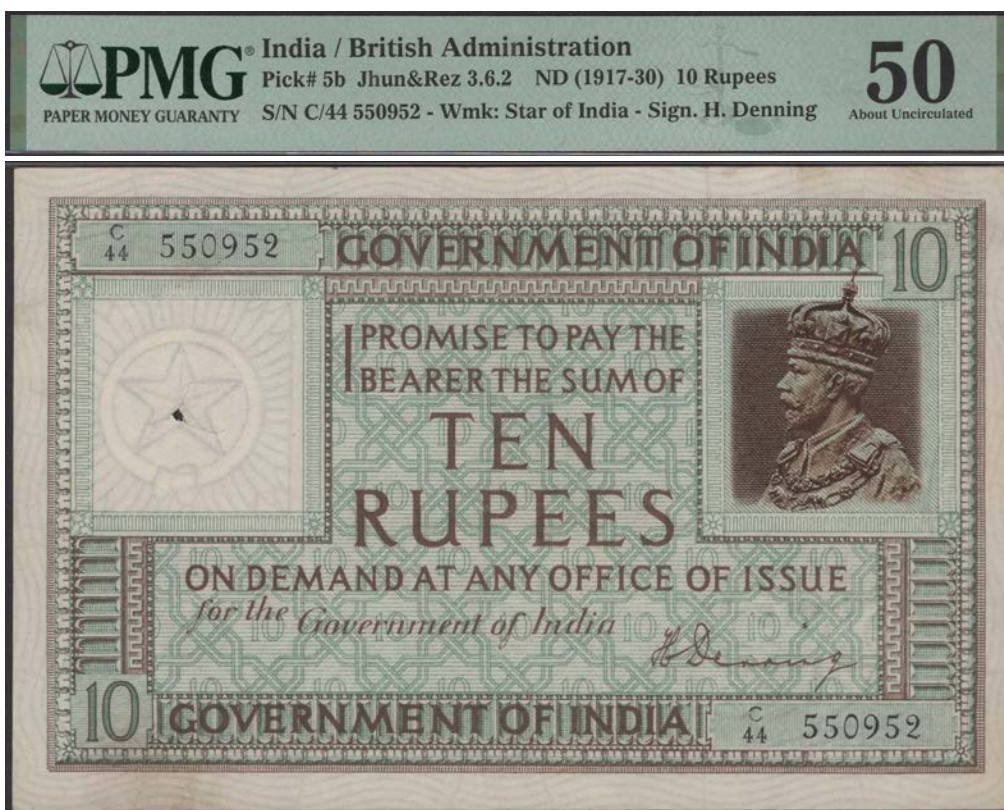 PMG®
PAPER MONEY GUARANTY
India / British Administration
Pick# 5b Jhun&Rez 3.6.2 ND (1917-30) 10 Rupees
S/N C/44 550952 - Wmk: Star of India - Sign. H. Denning
50
About Uncirculated
C/44 550952
GOVERNMENT OF INDIA
10
I PROMISE TO PAY THE
BEARER THE SUM OF
TEN
RUPEES
ON DEMAND AT ANY OFFICE OF ISSUE
for the Government of India
H Denning
10
GOVERNMENT OF INDIA
C/44 550952